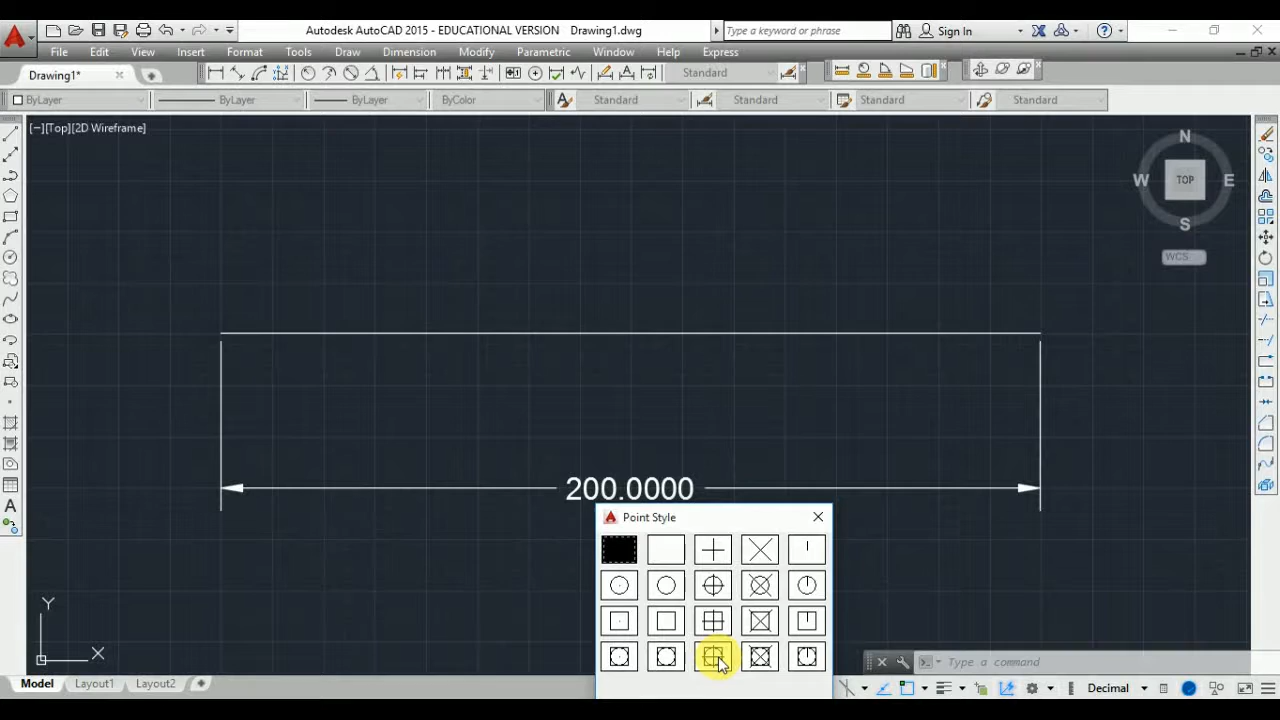 Autodesk AutoCAD 2015 - EDUCATIONAL VERSION Drawing1.dwg
Type a keyword or phrase
Sign In
File Edit View Insert Format Tools Draw Dimension Modify Parametric Window Help Express
Drawing1*
Standard
ByLayer ByLayer ByLayer ByColor Standard Standard Standard Standard
[−][Top][2D Wireframe]
N
W TOP E
S
WCS
200.0000
Point Style
Y
X
Type a command
Model Layout1 Layout2
Decimal